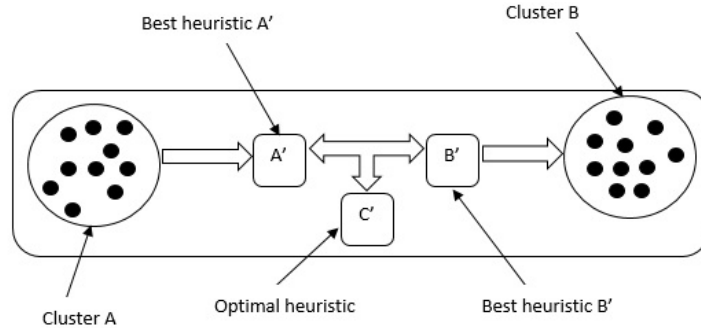 Cluster B
Best heuristic A’
A’
B’
C’
Cluster A
Optimal heuristic
Best heuristic B’